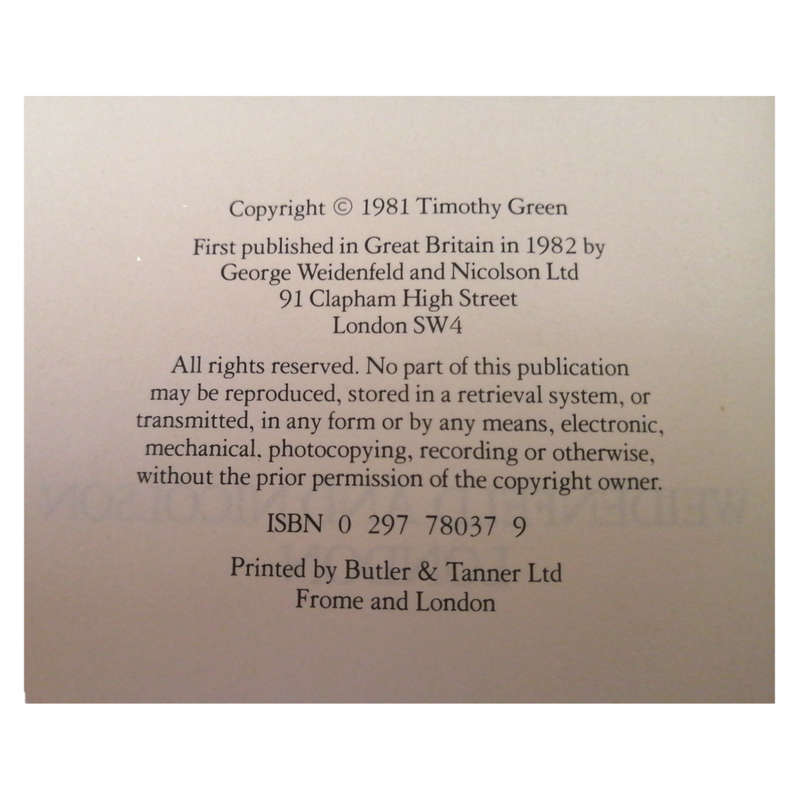 Copyright © 1981 Timothy Green
First published in Great Britain in 1982 by
George Weidenfeld and Nicolson Ltd
91 Clapham High Street
London SW4
All rights reserved. No part of this publication
may be reproduced, stored in a retrieval system, or
transmitted, in any form or by any means, electronic,
mechanical, photocopying, recording or otherwise,
without the prior permission of the copyright owner.
ISBN 0 297 78037 9
Printed by Butler & Tanner Ltd
Frome and London